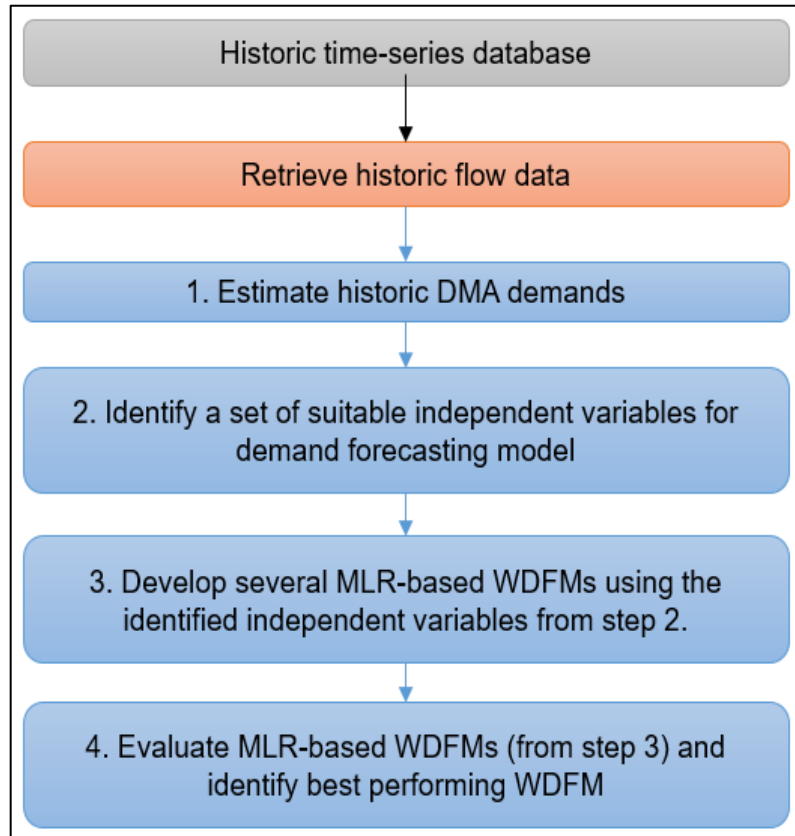 Historic time-series database
Retrieve historic flow data
1. Estimate historic DMA demands
2. Identify a set of suitable independent variables for
demand forecasting model
3. Develop several MLR-based WDFMs using the
identified independent variables from step 2.
4. Evaluate MLR-based WDFMs (from step 3) and
identify best performing WDFM